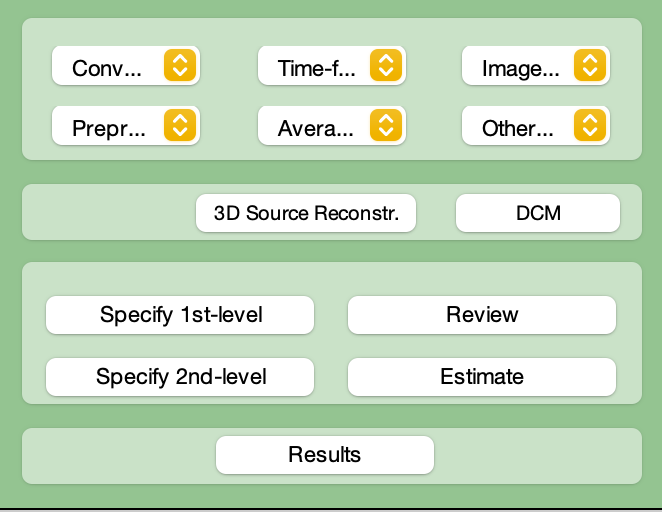 Conv... Time-f... Image...
Prepr... Avera... Other...
3D Source Reconstr. DCM
Specify 1st-level Review
Specify 2nd-level Estimate
Results